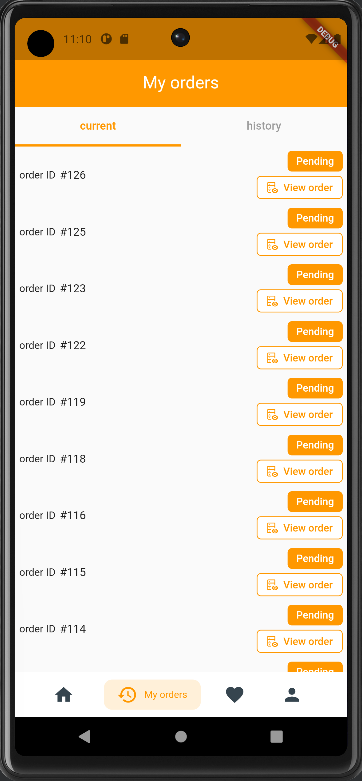 11:10
DEBUG
My orders
current
history
Pending
order ID #126
View order
Pending
order ID #125
View order
Pending
order ID #123
View order
Pending
order ID #122
View order
Pending
order ID #119
View order
Pending
order ID #118
View order
Pending
order ID #116
View order
Pending
order ID #115
View order
Pending
order ID #114
View order
Pending
My orders